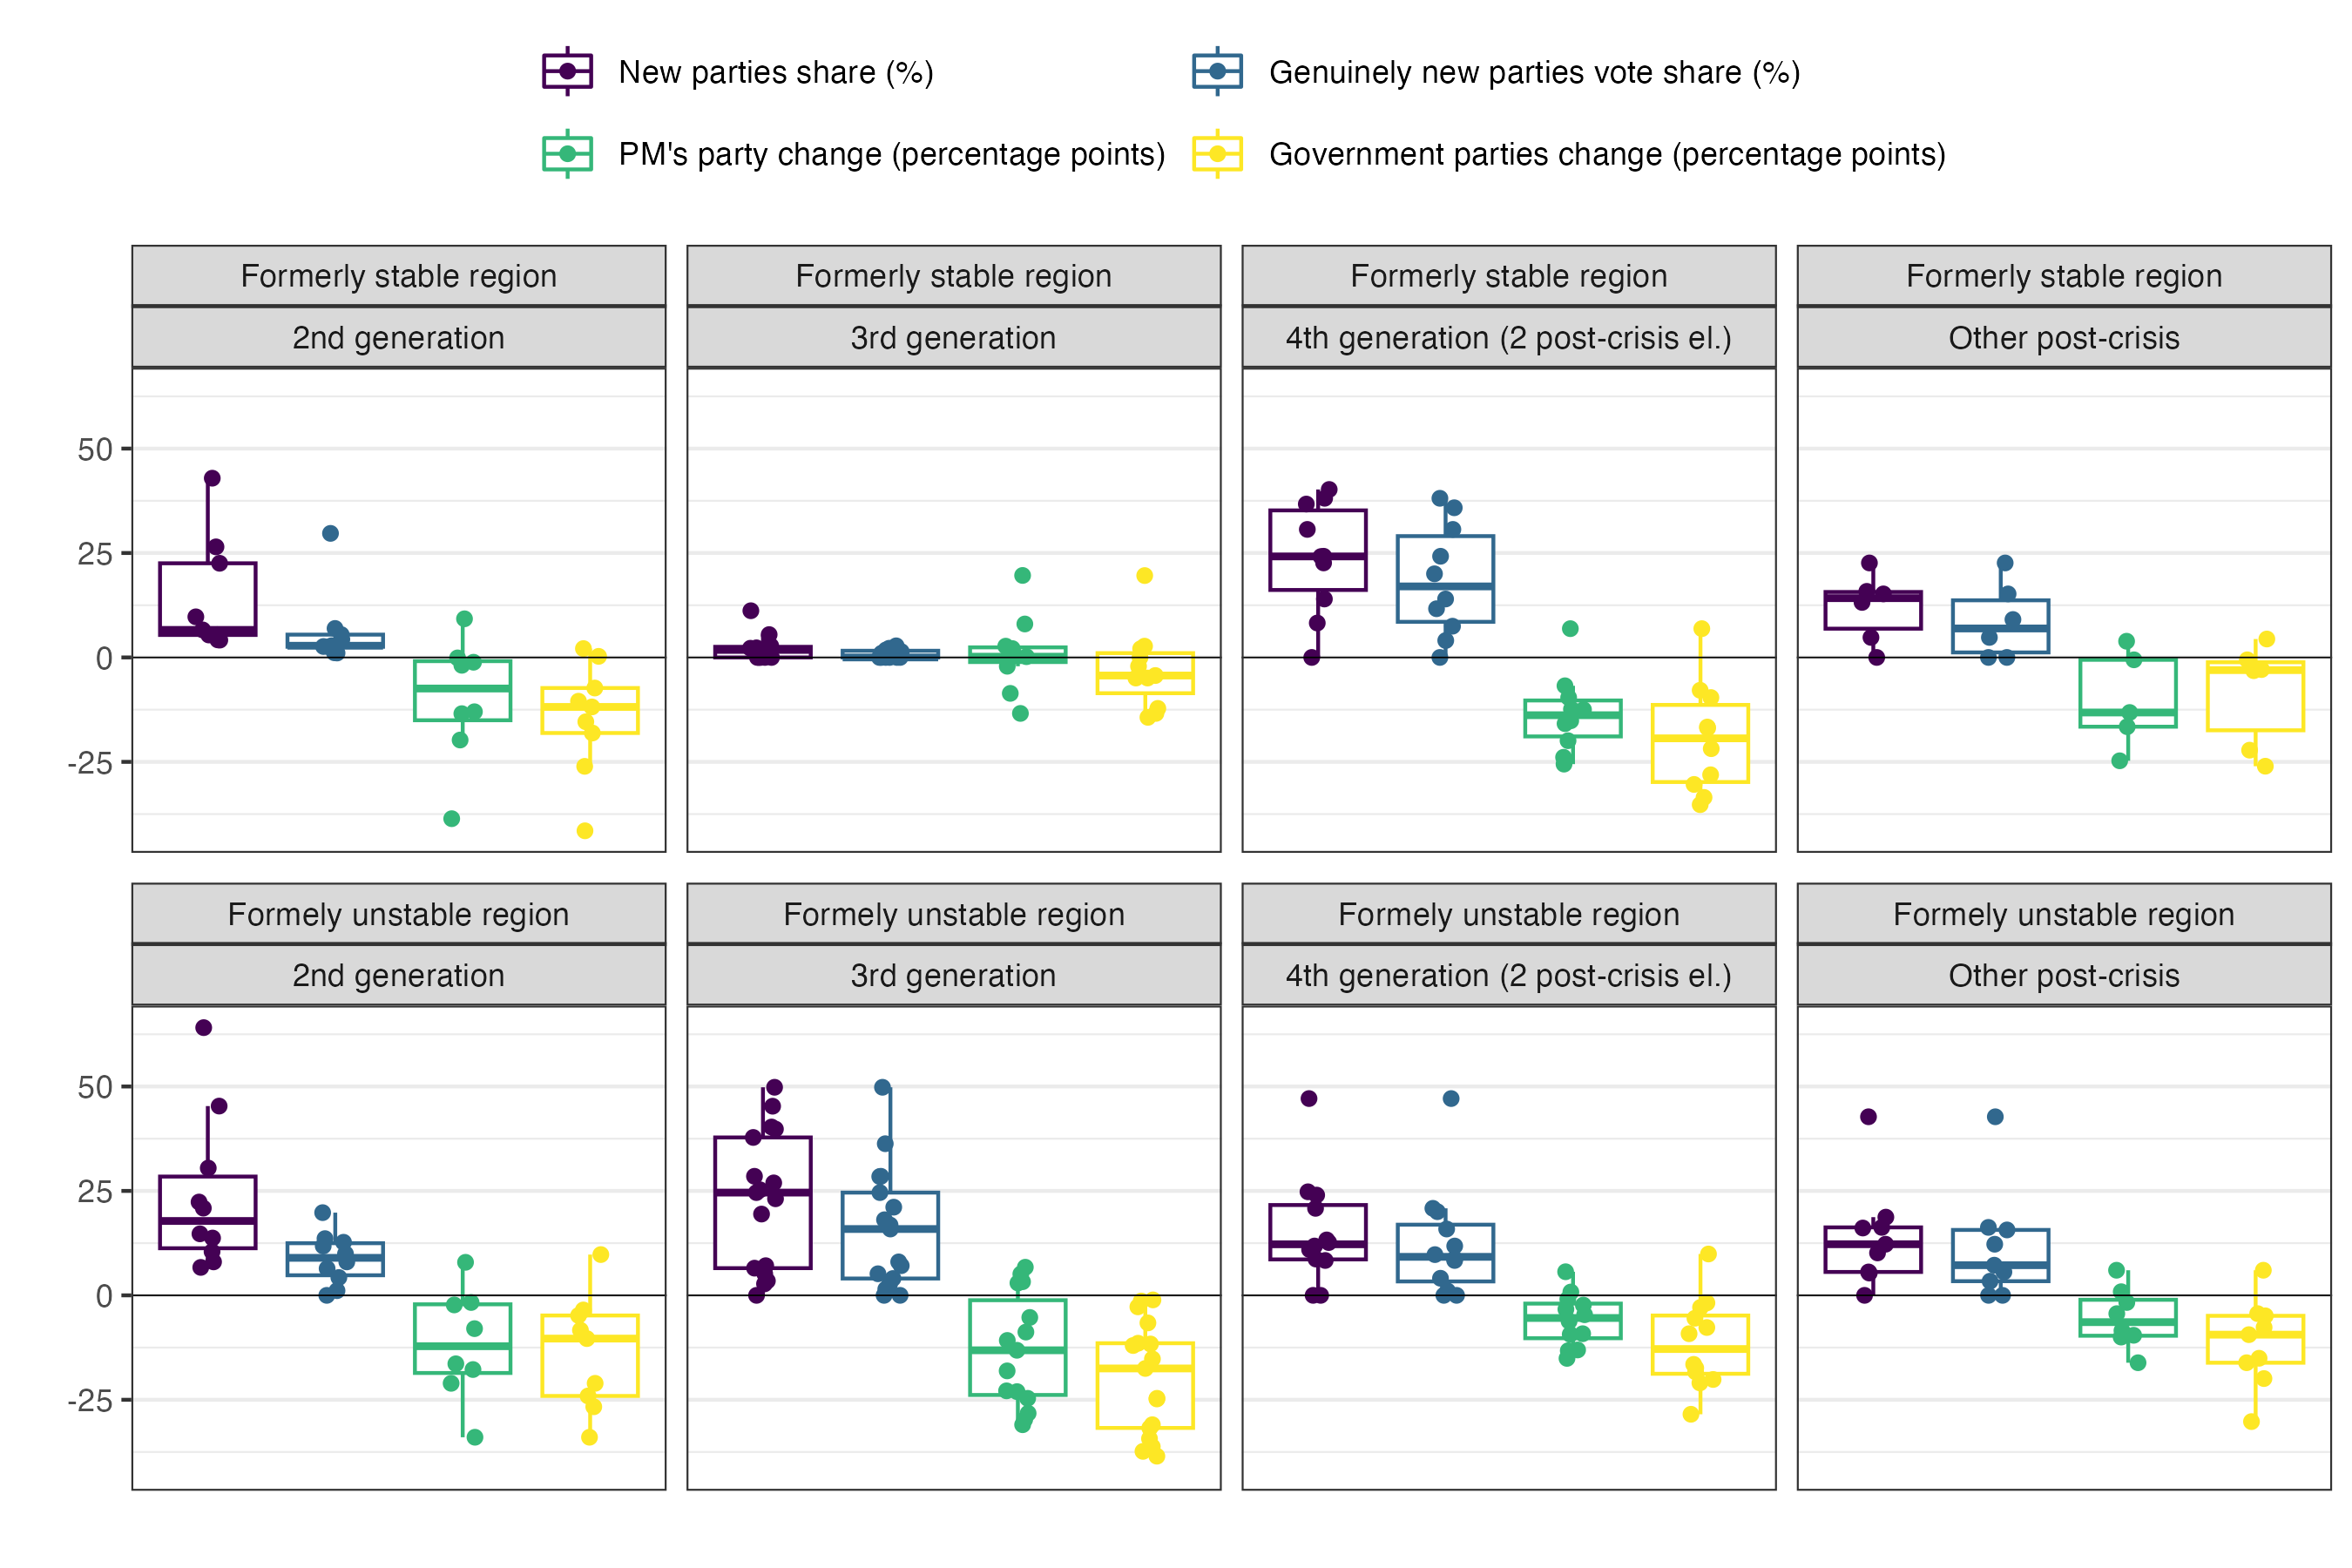 New parties share (%)
Genuinely new parties vote share (%)
PM's party change (percentage points)
Government parties change (percentage points)
Formerly stable region
Formerly stable region
Formerly stable region
Formerly stable region
2nd generation
3rd generation
4th generation (2 post-crisis el.)
Other post-crisis
50
25
0
-25
Formely unstable region
Formely unstable region
Formely unstable region
Formely unstable region
2nd generation
3rd generation
4th generation (2 post-crisis el.)
Other post-crisis
50
25
0
-25